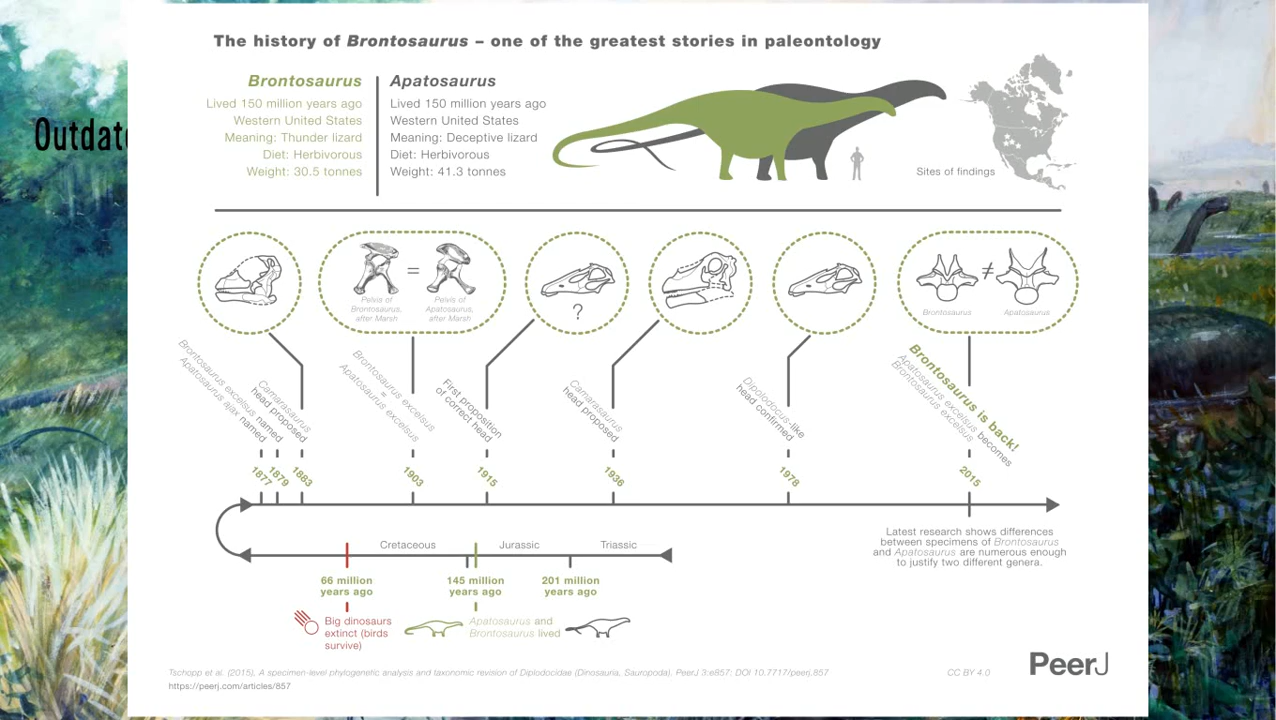 The history of Brontosaurus – one of the greatest stories in paleontology
Brontosaurus
Lived 150 million years ago
Western United States
Meaning: Thunder lizard
Diet: Herbivorous
Weight: 30.5 tonnes
Apatosaurus
Lived 150 million years ago
Western United States
Meaning: Deceptive lizard
Diet: Herbivorous
Weight: 41.3 tonnes
Sites of findings
Outdat
=
Pelvis of
Brontosaurus,
after Marsh
Pelvis of
Apatosaurus,
after Marsh
?
≠
Brontosaurus
Apatosaurus
Apatosaurus ajax named
Brontosaurus excelsus named
Camarasaurus
head proposed
Brontosaurus excelsus
=
Apatosaurus excelsus
First proposition
of correct head
Camarasaurus
head proposed
Dipolodocus-like
head confirmed
Brontosaurus is back!
Apatosaurus excelsus becomes
Brontosaurus excelsus
1877
1879
1883
1903
1915
1936
1978
2015
Latest research shows differences
between specimens of Brontosaurus
and Apatosaurus are numerous enough
to justify two different genera.
Cretaceous
Jurassic
Triassic
66 million
years ago
145 million
years ago
201 million
years ago
Big dinosaurs
extinct (birds
survive)
Apatosaurus and
Brontosaurus lived
Tschopp et al. (2015), A specimen-level phylogenetic analysis and taxonomic revision of Diplodocidae (Dinosauria, Sauropoda). PeerJ 3:e857; DOI 10.7717/peerj.857
https://peerj.com/articles/857
CC BY 4.0
PeerJ